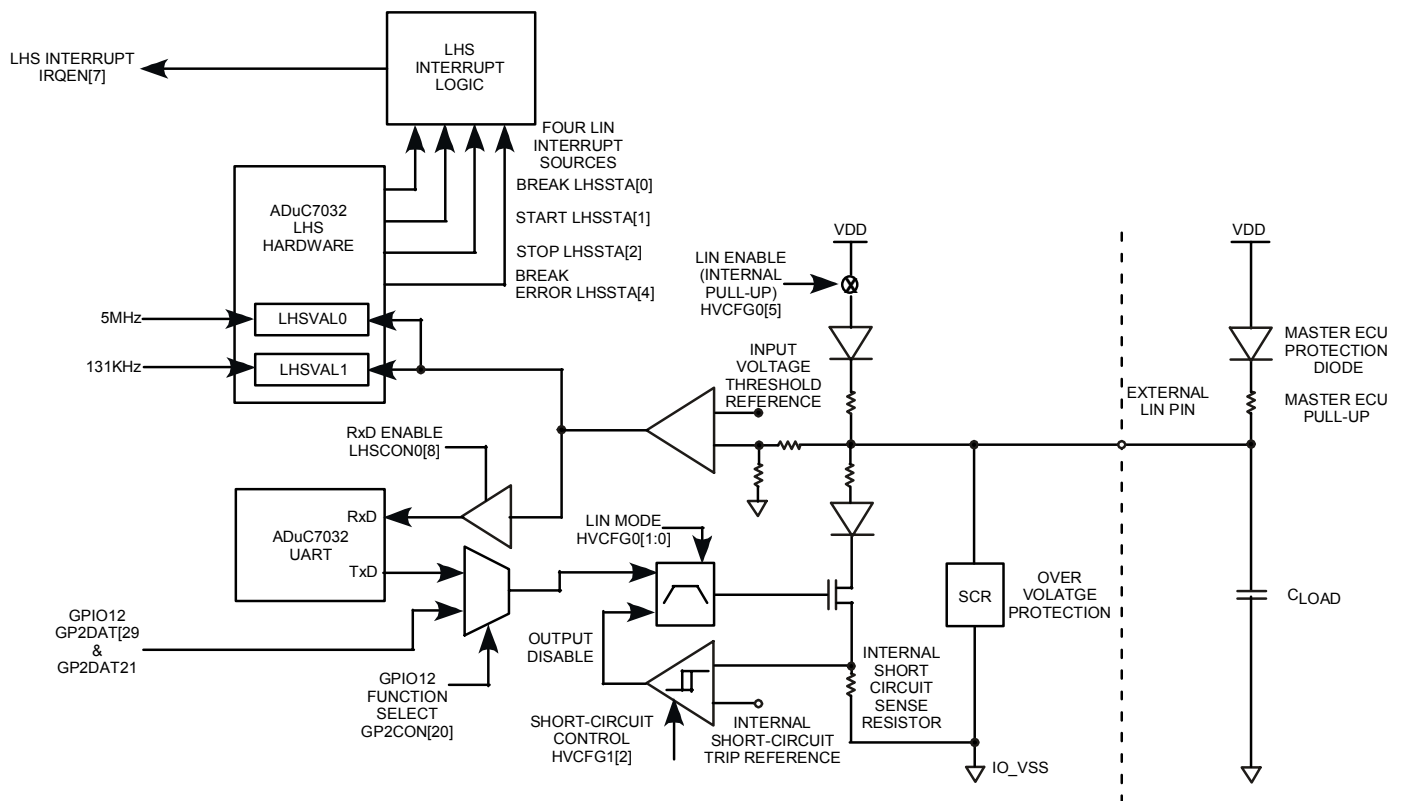 LHS
INTERRUPT
LOGIC
LHS INTERRUPT
IRQEN[7]
FOUR LIN
INTERRUPT
SOURCES
BREAK LHSSTA[0]
START LHSSTA[1]
STOP LHSSTA[2]
BREAK
ERROR LHSSTA[4]
ADuC7032
LHS
HARDWARE
5MHz
LHSVAL0
131KHz
LHSVAL1
VDD
LIN ENABLE
(INTERNAL
PULL-UP)
HVCFG0[5]
INPUT
VOLTAGE
THRESHOLD
REFERENCE
VDD
MASTER ECU
PROTECTION
DIODE
MASTER ECU
PULL-UP
EXTERNAL
LIN PIN
RxD ENABLE
LHSCON0[8]
RxD
ADuC7032
UART
TxD
LIN MODE
HVCFG0[1:0]
GPIO12
GP2DAT[29
&
GP2DAT21
GPIO12
FUNCTION
SELECT
GP2CON[20]
OUTPUT
DISABLE
SHORT-CIRCUIT
CONTROL
HVCFG1[2]
INTERNAL
SHORT-CIRCUIT
TRIP REFERENCE
INTERNAL
SHORT
CIRCUIT
SENSE
RESISTOR
SCR
OVER
VOLATGE
PROTECTION
IO_VSS
CLOAD